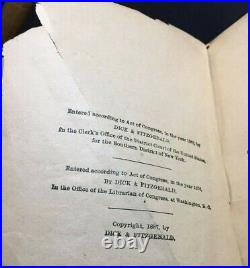 Entered according to Act of Congress, in the year 1864, by
DICK & FITZGERALD,
In the Clerk's Office of the District Court of the United States,
for the Southern District of New York.
Entered according to Act of Congress, in the year 1878,
BY DICK & FITZGERALD,
In the Office of the Librarian of Congress, at Washington, D. C.
Copyright, 1887, by
DICK & FITZGERALD.